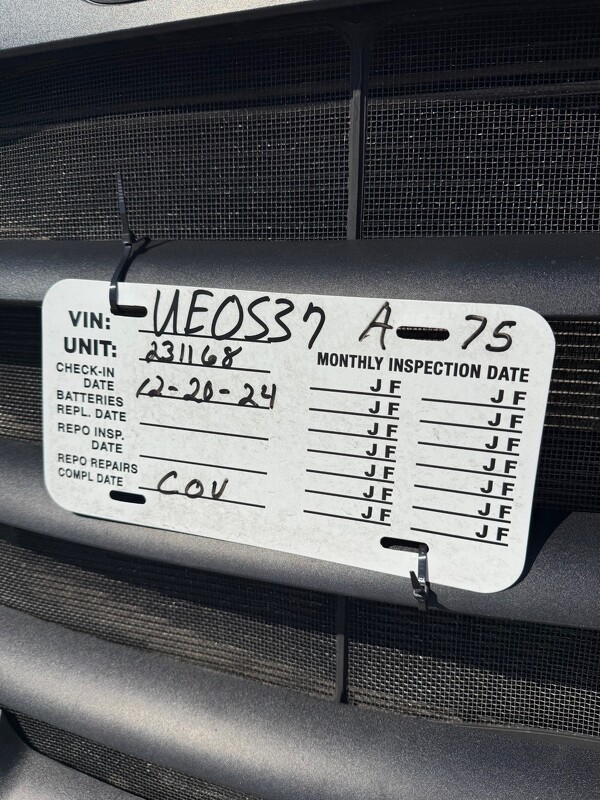 VIN: UEOS37 A-75
UNIT: 231168
CHECK-IN DATE 12-20-24
BATTERIES REPL. DATE
REPO INSP. DATE
REPO REPAIRS COMPL DATE COV
MONTHLY INSPECTION DATE
J F J F
J F J F
J F J F
J F J F
J F J F
J F J F
J F J F